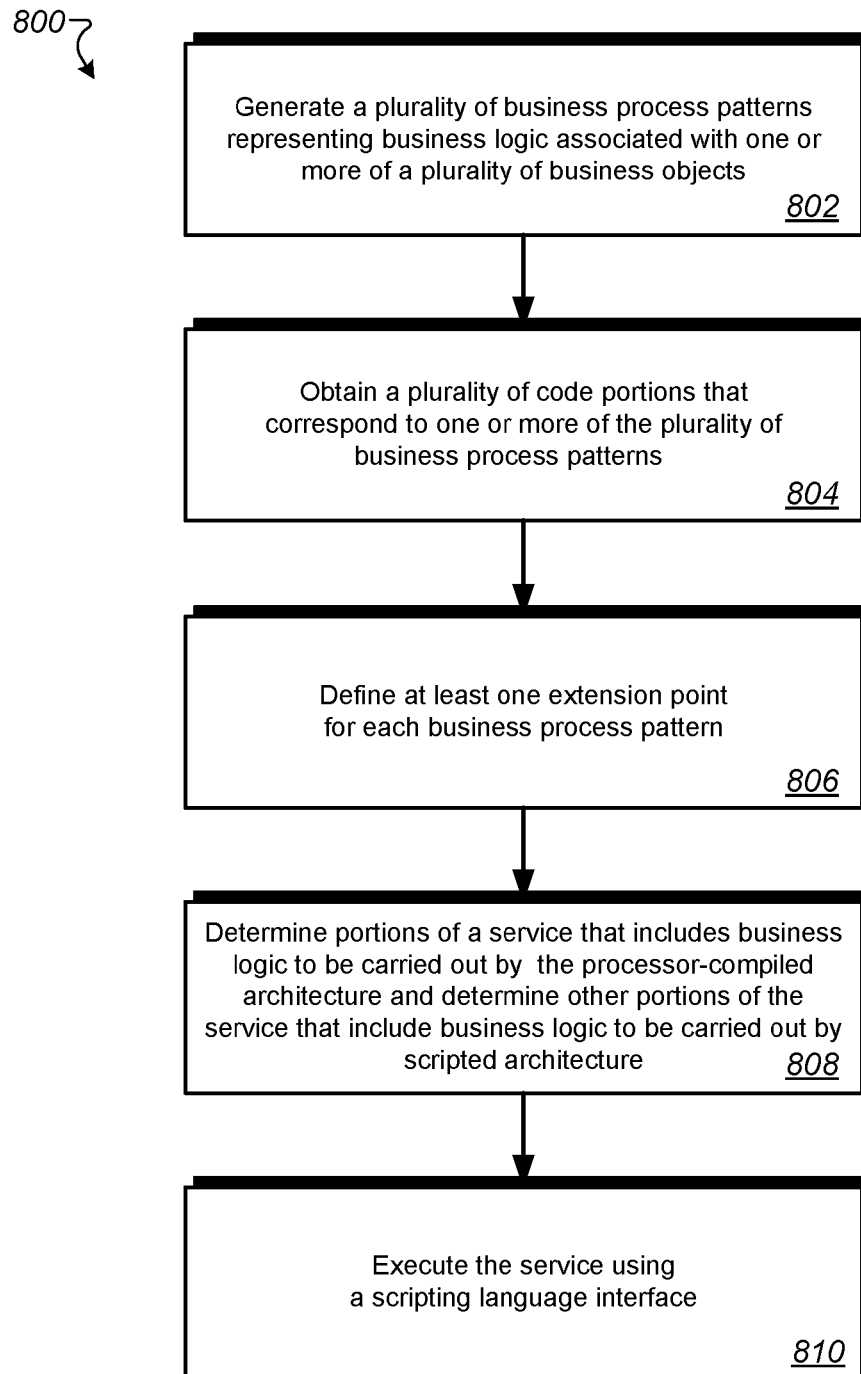 800
Generate a plurality of business process patterns
representing business logic associated with one or
more of a plurality of business objects
802
Obtain a plurality of code portions that
correspond to one or more of the plurality of
business process patterns
804
Define at least one extension point
for each business process pattern
806
Determine portions of a service that includes business
logic to be carried out by the processor-compiled
architecture and determine other portions of the
service that include business logic to be carried out by
scripted architecture
808
Execute the service using
a scripting language interface
810